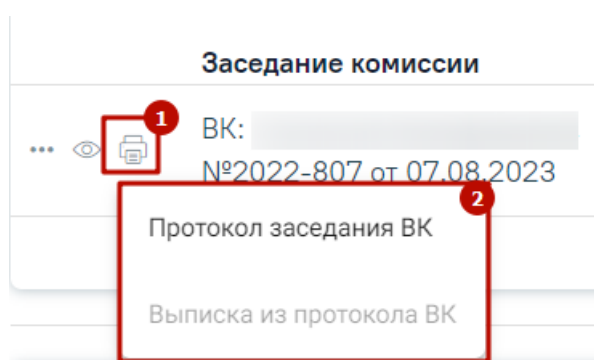 Заседание комиссии
1
ВК:
№2022-807 от 07.08.2023
2
Протокол заседания ВК
Выписка из протокола ВК